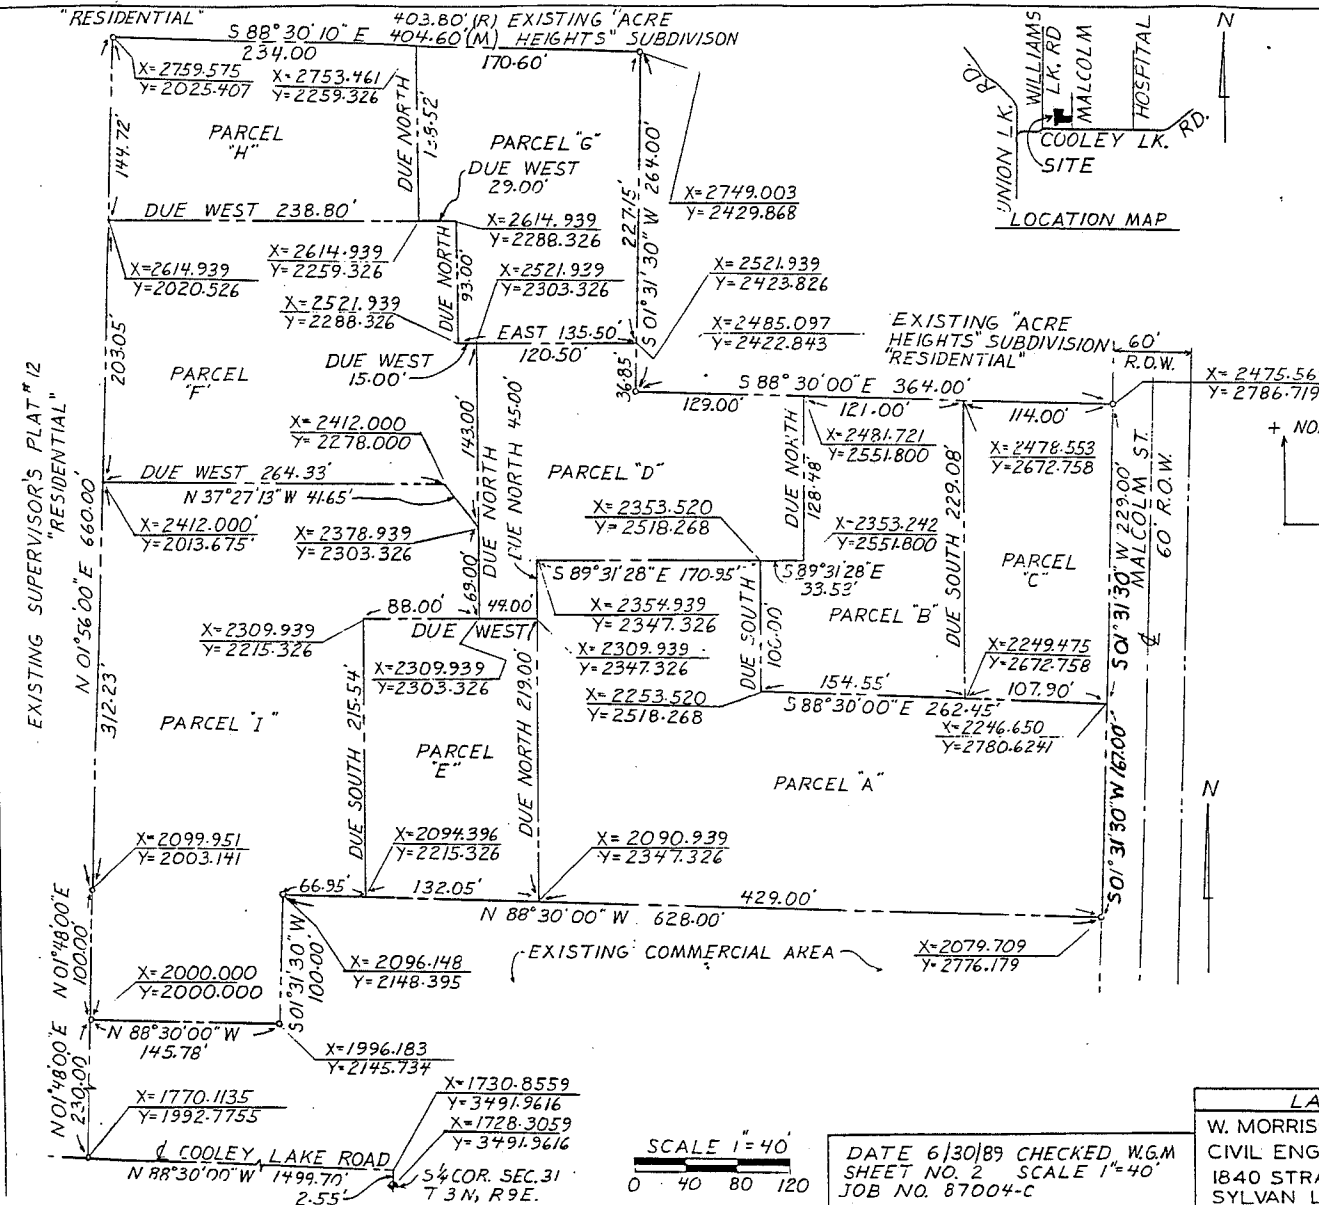 "RESIDENTIAL"
403.80' (R) EXISTING "ACRE
S 88° 30' 10" E 404.60' (M) HEIGHTS" SUBDIVISON
234.00
170.60'
X=2759.575
Y=2025.407
X=2753.461
Y=2259.326
PARCEL
"H"
144.72'
DUE NORTH
138.52'
PARCEL "G"
DUE WEST
29.00'
S 01° 31' 30" W 264.00'
227.15'
X=2749.003
Y=2429.868
UNION LK. RD.
WILLIAMS
LK. RD
MALCOLM
HOSPITAL
COOLEY LK. RD.
SITE
LOCATION MAP
N
DUE WEST 238.80'
X=2614.939
Y=2288.326
X=2614.939
Y=2259.326
X=2614.939
Y=2020.526
DUE NORTH
93.00'
X=2521.939
Y=2303.326
X=2521.939
Y=2288.326
X=2521.939
Y=2423.826
X=2485.097
Y=2422.843
EAST 135.50'
120.50'
DUE WEST
15.00'
36.85'
EXISTING "ACRE
HEIGHTS" SUBDIVISION
"RESIDENTIAL"
60'
R.O.W.
X=2475.56
Y=2786.719
+ NO
203.05'
PARCEL
"F"
S 88° 30' 00" E 364.00'
129.00'
121.00'
114.00'
X=2481.721
Y=2551.800
X=2478.553
Y=2672.758
X=2412.000
Y=2278.000
143.00'
DUE NORTH
DUE NORTH 45.00'
PARCEL "D"
DUE NORTH
128.48'
DUE WEST 264.33'
N 37° 27' 13" W 41.65'
X=2412.000'
Y=2013.675'
X=2378.939
Y=2303.326
X=2353.520
Y=2518.268
X=2353.242
Y=2551.800
DUE SOUTH 229.08'
PARCEL
"C"
S 01° 31' 30" W 229.00'
MALCOLM ST.
60' R.O.W.
EXISTING SUPERVISOR'S PLAT # 12
"RESIDENTIAL"
N 01° 56' 00" E 660.00'
69.00'
S 89° 31' 28" E 170.95'
S 89° 31' 28" E
33.53'
PARCEL "B"
88.00'
49.00'
DUE WEST
X=2354.939
Y=2347.326
X=2309.939
Y=2215.326
X=2309.939
Y=2303.326
X=2309.939
Y=2347.326
DUE SOUTH
100.00'
X=2249.475
Y=2672.758
X=2253.520
Y=2518.268
154.55'
107.90'
S 88° 30' 00" E 262.45'
X=2246.650
Y=2780.6241
312.23'
PARCEL "I"
DUE SOUTH 215.54'
PARCEL
"E"
DUE NORTH 219.00'
PARCEL "A"
S 01° 31' 30" W 167.00'
N
X=2099.951
Y=2003.141
X=2094.396
Y=2215.326
X=2090.939
Y=2347.326
66.95'
132.05'
429.00'
N 88° 30' 00" W 628.00'
EXISTING COMMERCIAL AREA
X=2079.709
Y=2776.179
N 01° 48' 00" E
100.00'
S 01° 31' 30" W
100.00'
X=2096.148
Y=2148.395
X=2000.000
Y=2000.000
N 88° 30' 00" W
145.78'
X=1996.183
Y=2145.734
N 01° 48' 00" E
230.00'
X=1770.1135
Y=1992.7755
X=1730.8559
Y=3491.9616
X=1728.3059
Y=3491.9616
℄ COOLEY LAKE ROAD
N 88° 30' 00" W 1499.70'
2.55'
S ¼ COR. SEC. 31
T 3 N, R 9 E.
SCALE 1"=40'
0 40 80 120
DATE 6/30/89 CHECKED W.G.M
SHEET NO. 2 SCALE 1"=40'
JOB NO. 87004-C
LA
W. MORRIS
CIVIL ENG
1840 STRA
SYLVAN L